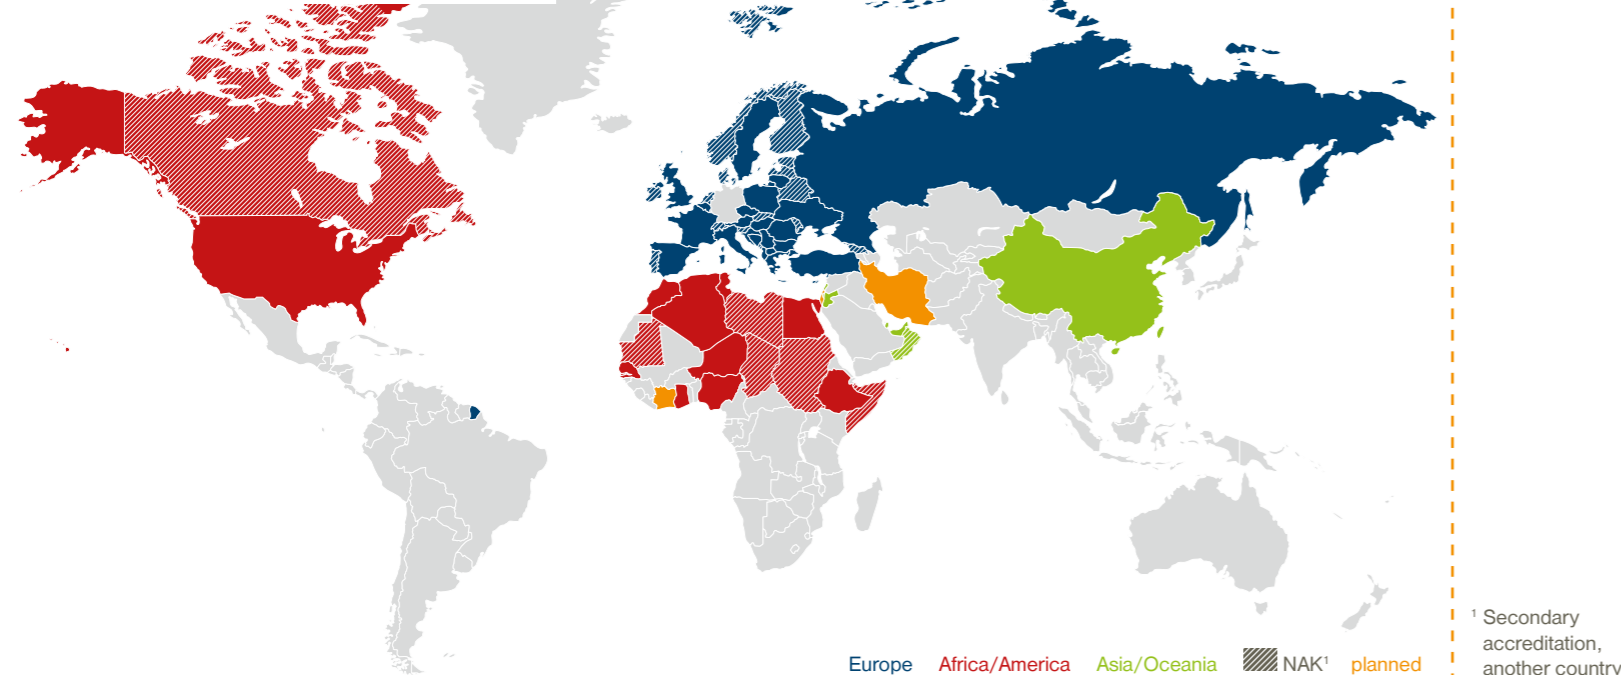 Europe Africa/America Asia/Oceania NAK¹ planned
¹ Secondary
accreditation,
another country